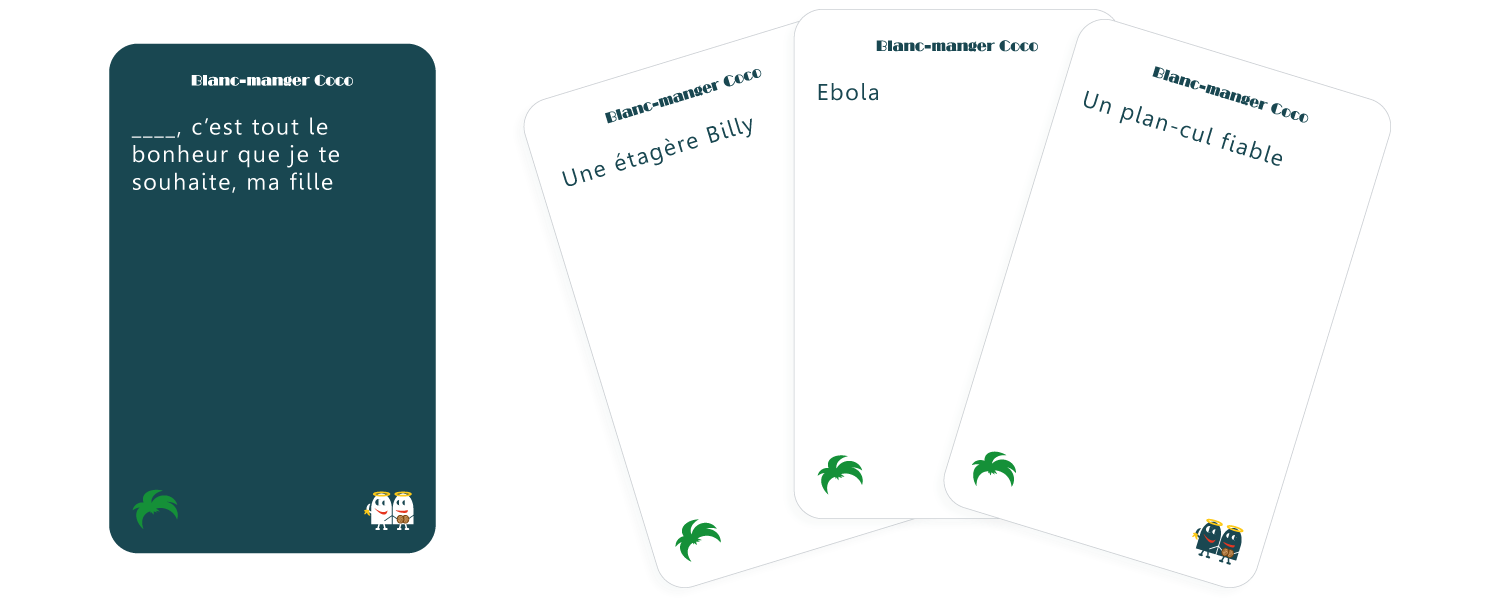 Blanc-manger Coco
____, c’est tout le
bonheur que je te
souhaite, ma fille
Blanc-manger Coco
Une étagère Billy
Blanc-manger Coco
Ebola
Blanc-manger Coco
Un plan-cul fiable